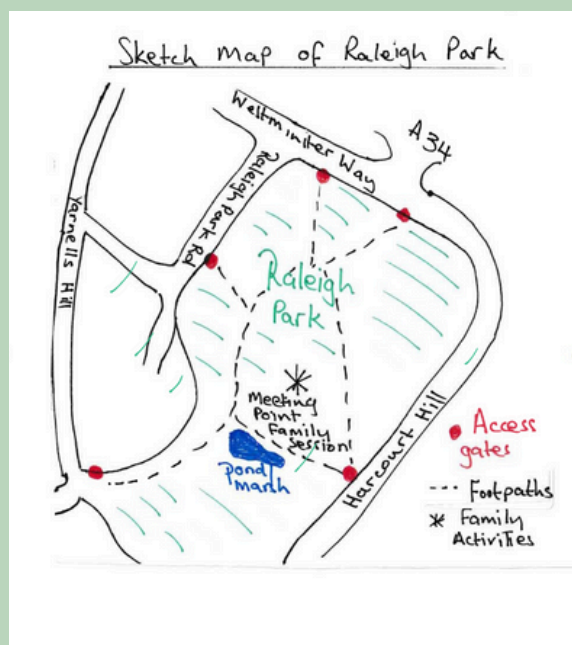 Sketch Map of Raleigh Park
Westminster Way
A34
Raleigh Park Rd
Yarnells Hill
Raleigh
Park
Meeting
Point
Family
Session
Pond/
Marsh
Harcourt Hill
Access
gates
Footpaths
Family
Activities